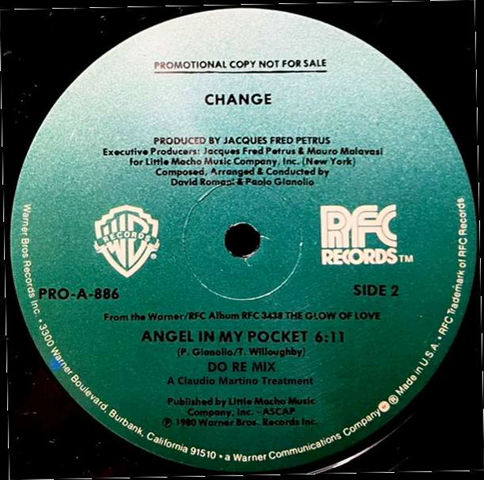 PROMOTIONAL COPY NOT FOR SALE
CHANGE
PRODUCED BY JACQUES FRED PETRUS
Executive Producers: Jacques Fred Petrus & Mauro Malavasi
for Little Macho Music Company, Inc. (New York)
Composed, Arranged & Conducted by
David Romani & Paolo Gianolio
WB
RECORDS
RFC
RECORDS™
PRO-A-886
SIDE 2
From the Warner/RFC Album RFC 3438 THE GLOW OF LOVE
ANGEL IN MY POCKET 6:11
(P. Gianolio/T. Willoughby)
DO RE MIX
A Claudio Martino Treatment
Published by Little Macho Music
Company, Inc. - ASCAP
℗ 1980 Warner Bros. Records Inc.
Warner Bros Records Inc. • 3300 Warner Boulevard, Burbank, California 91510 • a Warner Communications Company ® Made in U.S.A. • RFC Trademark of RFC Records